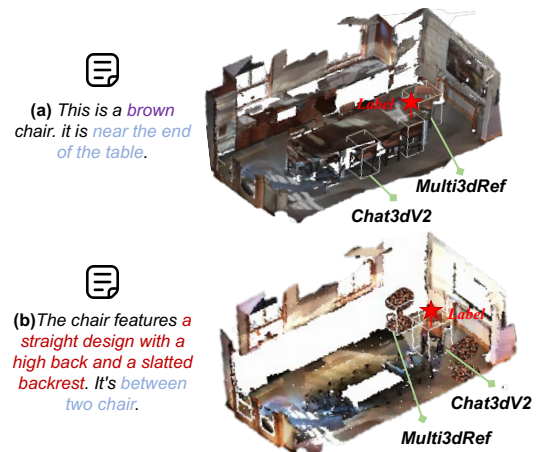 (a) This is a brown
chair. it is near the end
of the table.
Label
Multi3dRef
Chat3dV2
(b)The chair features a
straight design with a
high back and a slatted
backrest. It's between
two chair.
Label
Chat3dV2
Multi3dRef